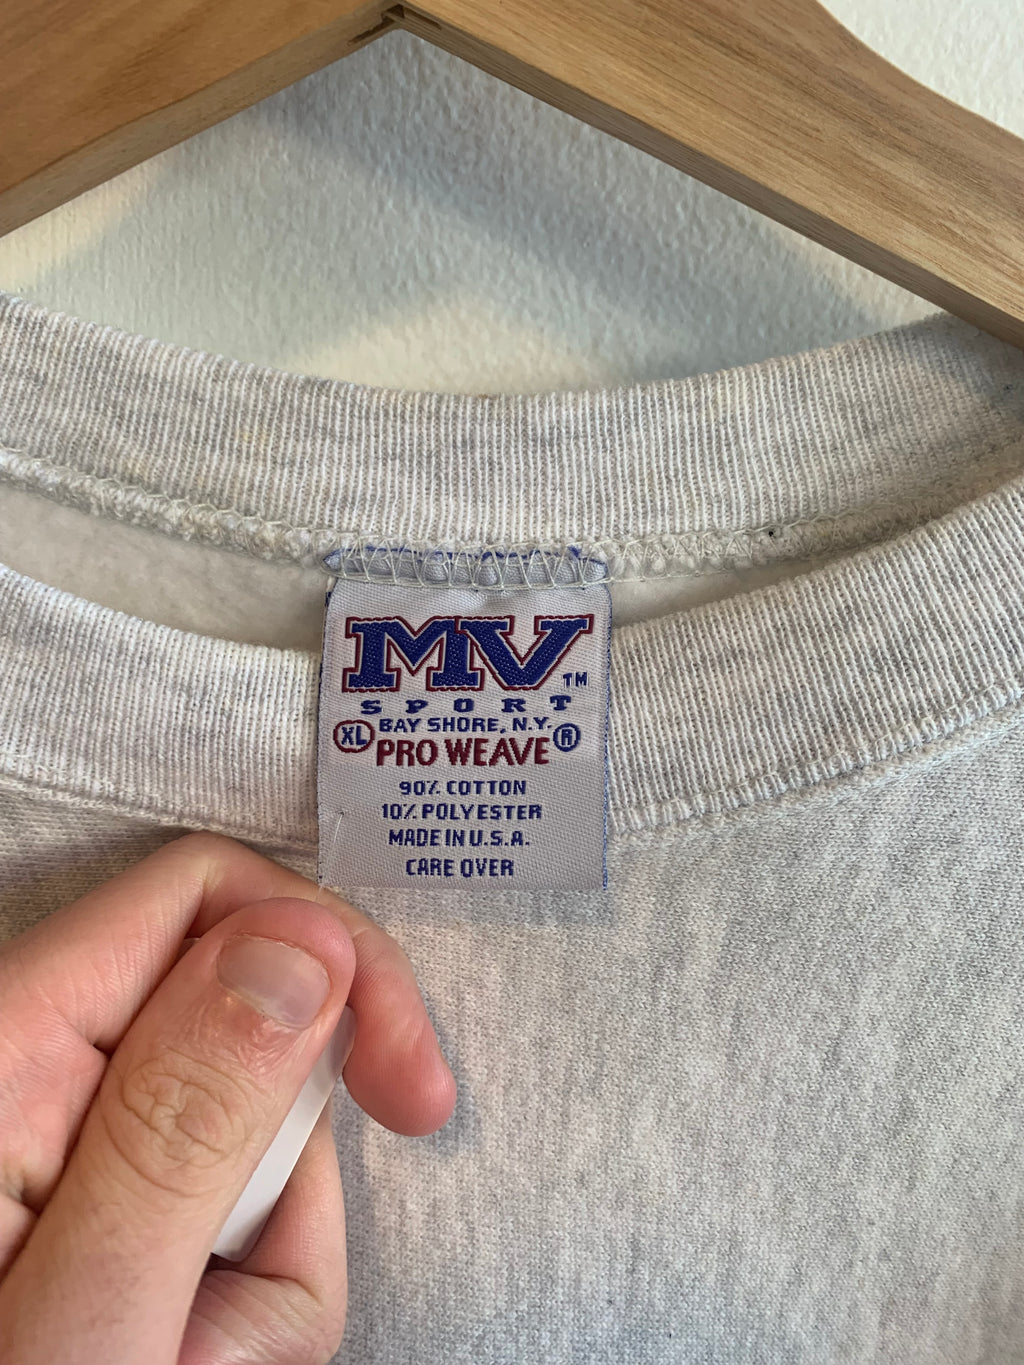 MV TM
SPORT
BAY SHORE, N.Y.
XL PRO WEAVE ®
90% COTTON
10% POLYESTER
MADE IN U.S.A.
CARE OVER